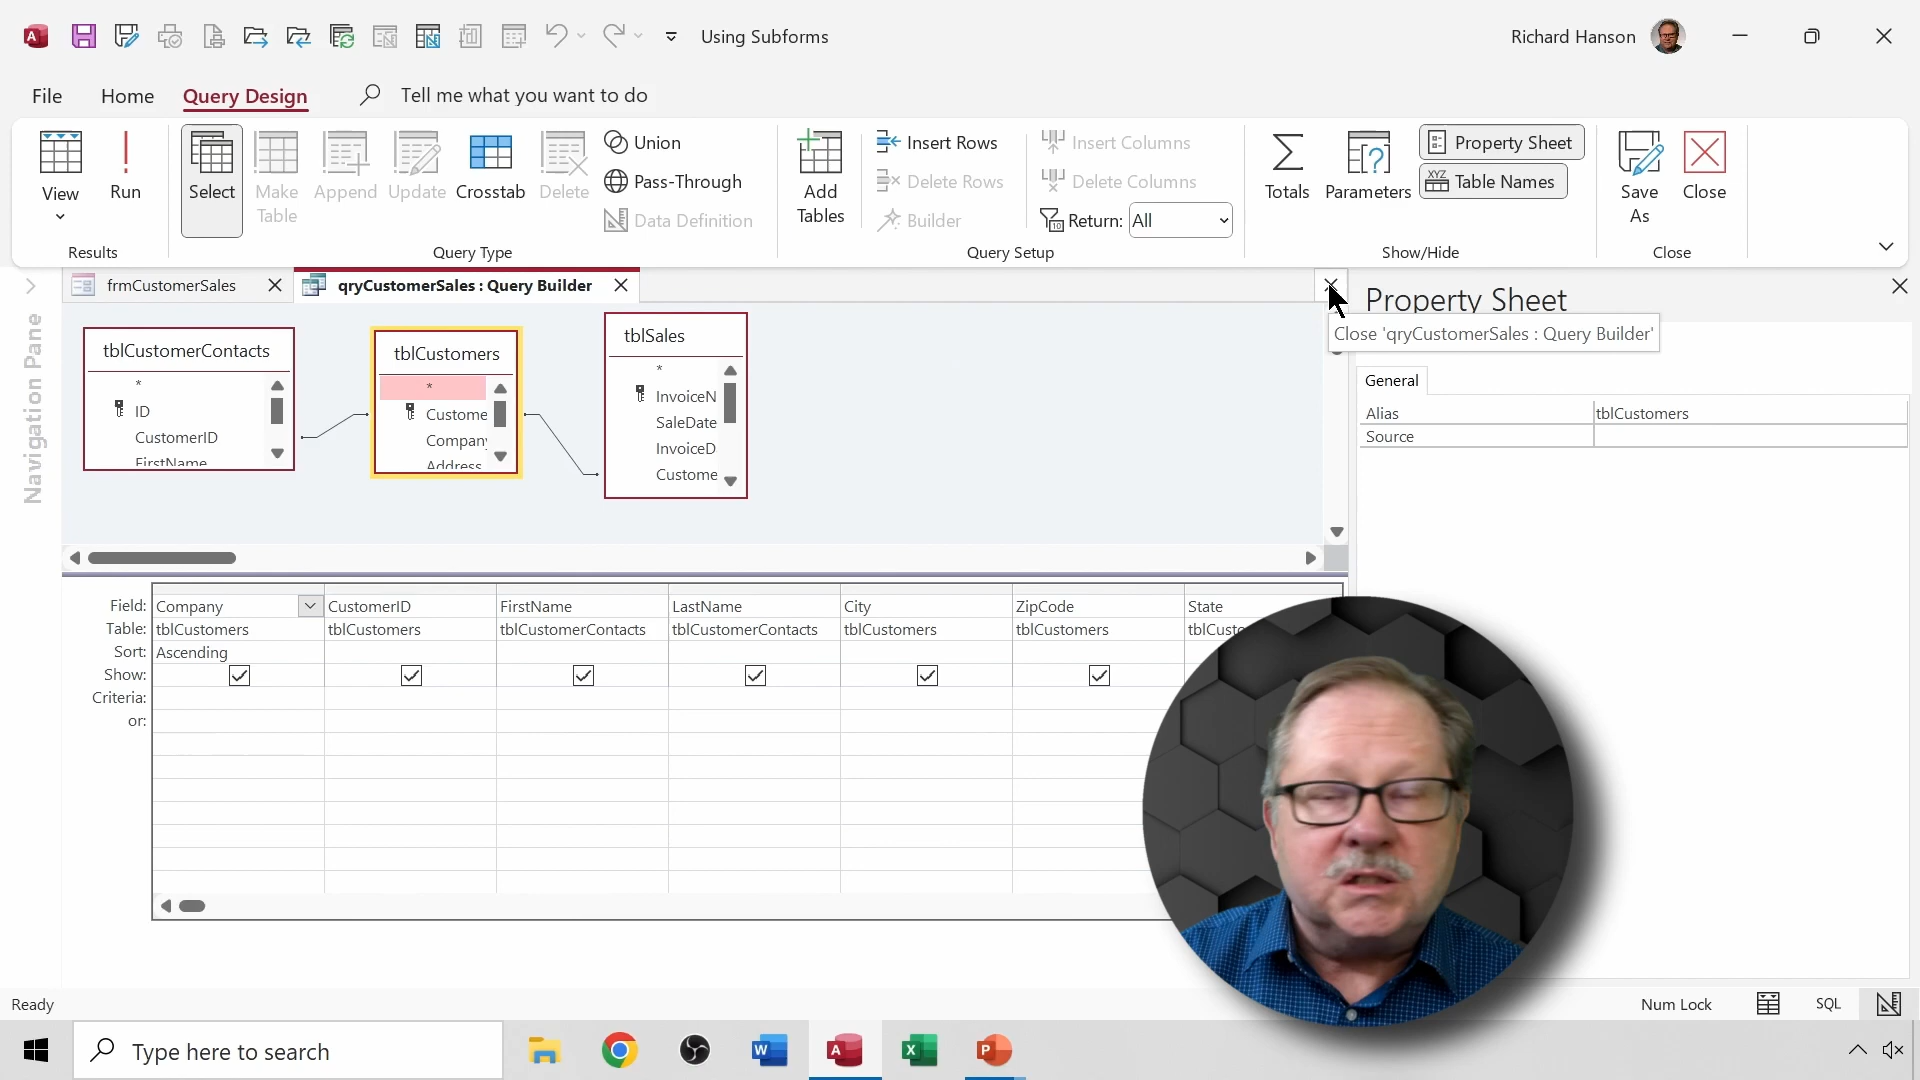 Using Subforms
Richard Hanson
File
Home
Query Design
Tell me what you want to do
View
Run
Results
Select
Make
Table
Append
Update
Crosstab
Delete
Union
Pass-Through
Data Definition
Query Type
Add
Tables
Insert Rows
Delete Rows
Builder
Insert Columns
Delete Columns
Return: All
Query Setup
Totals
Parameters
Property Sheet
Table Names
Show/Hide
Save
As
Close
Close
Navigation Pane
frmCustomerSales
qryCustomerSales : Query Builder
Property Sheet
Close 'qryCustomerSales : Query Builder'
General
Alias tblCustomers
Source
tblCustomerContacts
*
ID
CustomerID
FirstName
tblCustomers
*
Custome
Company
Address
tblSales
*
InvoiceN
SaleDate
InvoiceD
Custome
Field: Company CustomerID FirstName LastName City ZipCode State
Table: tblCustomers tblCustomers tblCustomerContacts tblCustomerContacts tblCustomers tblCustomers tblCusto
Sort: Ascending
Show:
Criteria:
or:
Ready
Num Lock
SQL
Type here to search